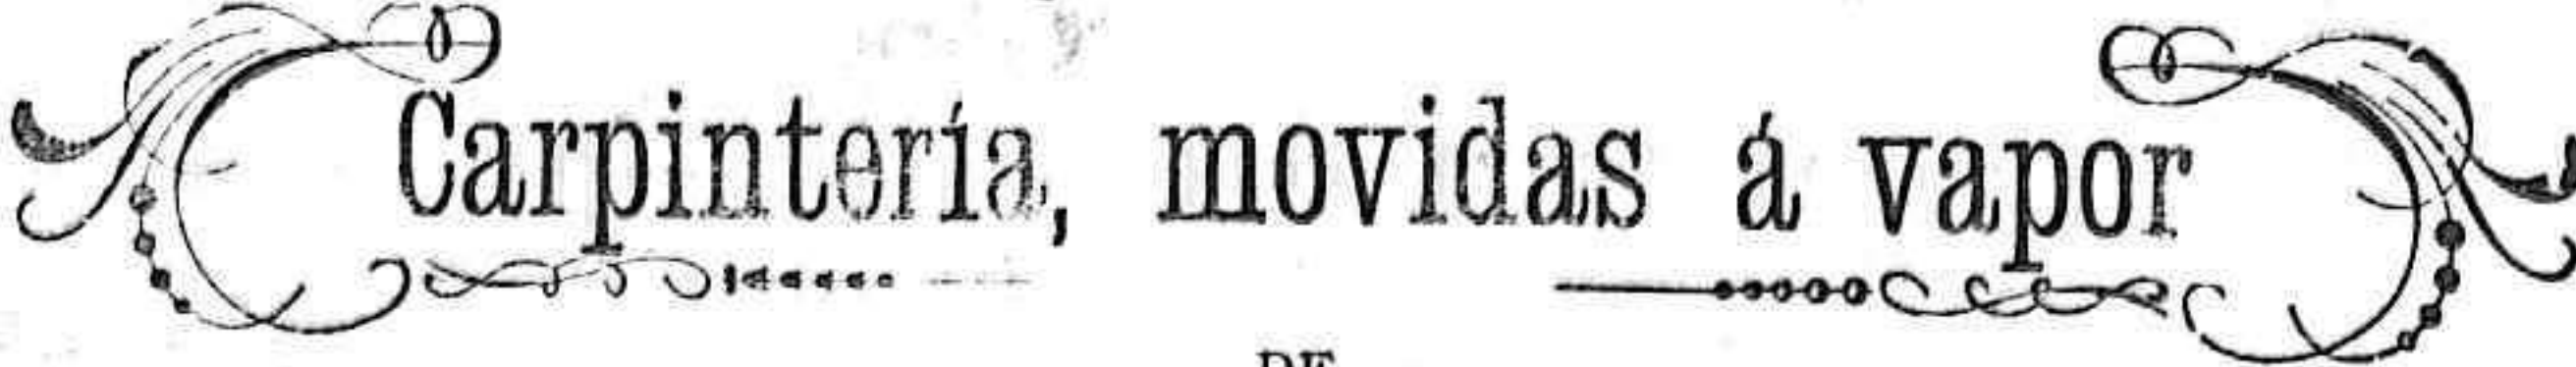 Carpintería, movidas á vapor
DE